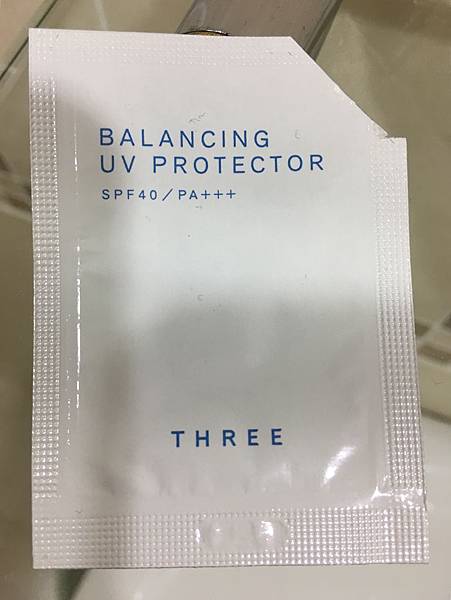 BALANCING
UV PROTECTOR
SPF40/PA+++
THREE